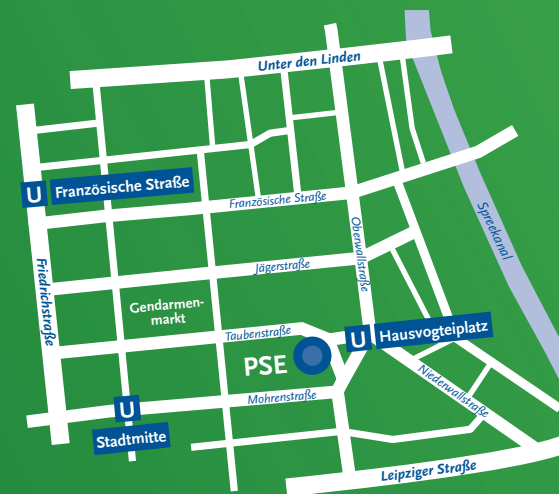 Unter den Linden
U Französische Straße
Französische Straße
Spreekanal
Oberwallstraße
Friedrichstraße
Jägerstraße
Gendarmen-
markt
Taubenstraße
U Hausvogteiplatz
PSE
Mohrenstraße
Niederwallstraße
U
Stadtmitte
Leipziger Straße